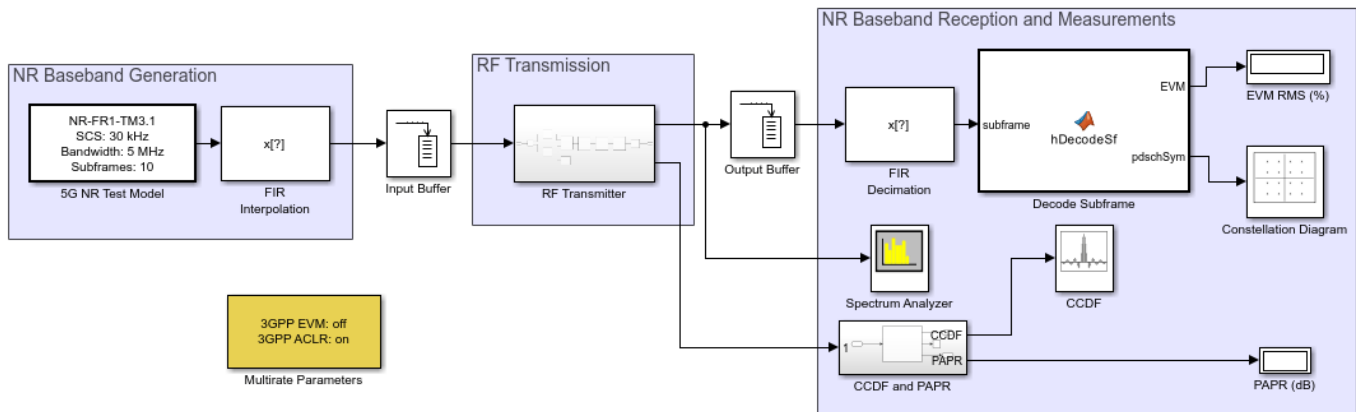 NR Baseband Generation
NR-FR1-TM3.1
SCS: 30 kHz
Bandwidth: 5 MHz
Subframes: 10
5G NR Test Model
x[?]
FIR
Interpolation
Input Buffer
RF Transmission
RF Transmitter
Output Buffer
NR Baseband Reception and Measurements
x[?]
FIR
Decimation
subframe
hDecodeSf
EVM
pdschSym
Decode Subframe
EVM RMS (%)
Constellation Diagram
Spectrum Analyzer
CCDF
1
CCDF
PAPR
CCDF and PAPR
PAPR (dB)
3GPP EVM: off
3GPP ACLR: on
Multirate Parameters